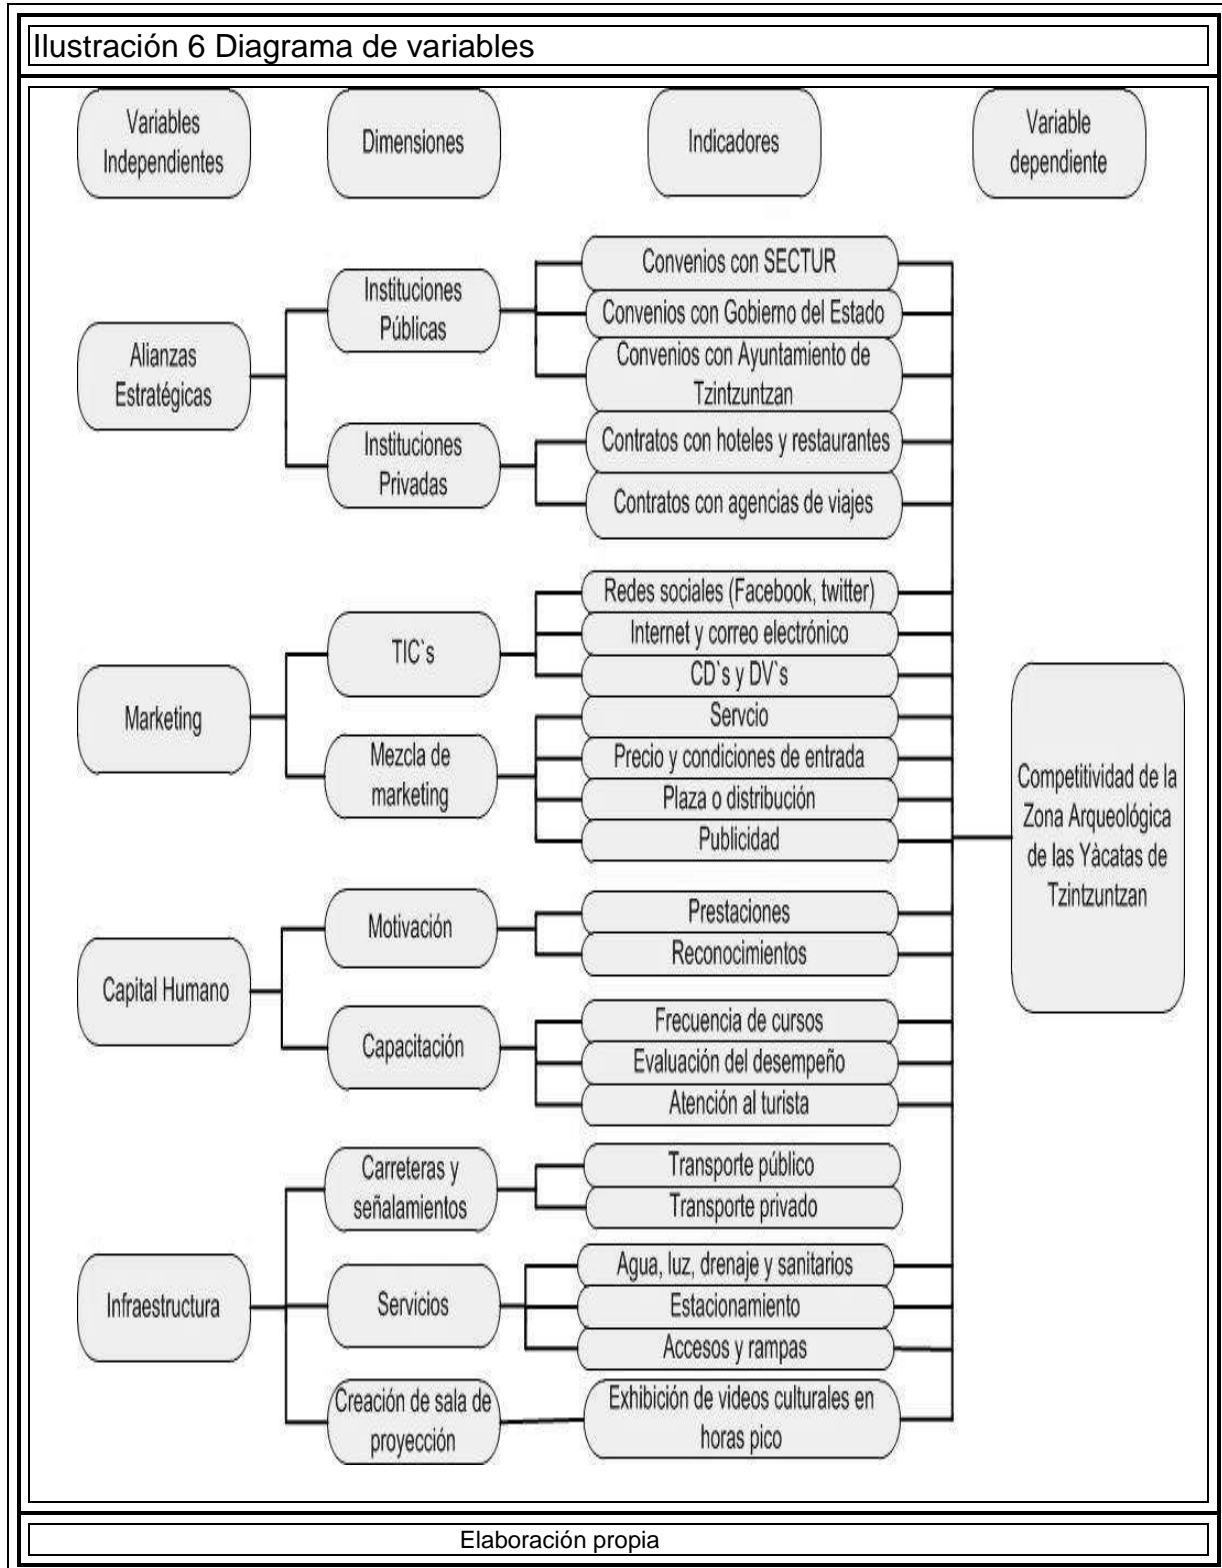 Ilustración 6 Diagrama de variables
Variables
Independientes
Dimensiones
Indicadores
Variable
dependiente
Alianzas
Estratégicas
Instituciones
Públicas
Convenios con SECTUR
Convenios con Gobierno del Estado
Convenios con Ayuntamiento de
Tzintzuntzan
Instituciones
Privadas
Contratos con hoteles y restaurantes
Contratos con agencias de viajes
Marketing
TIC`s
Redes sociales (Facebook, twitter)
Internet y correo electrónico
CD`s y DV`s
Mezcla de
marketing
Servcio
Precio y condiciones de entrada
Plaza o distribución
Publicidad
Capital Humano
Motivación
Prestaciones
Reconocimientos
Capacitación
Frecuencia de cursos
Evaluación del desempeño
Atención al turista
Infraestructura
Carreteras y
señalamientos
Transporte público
Transporte privado
Servicios
Agua, luz, drenaje y sanitarios
Estacionamiento
Accesos y rampas
Creación de sala de
proyección
Exhibición de videos culturales en
horas pico
Competitividad de la
Zona Arqueológica
de las Yàcatas de
Tzintzuntzan
Elaboración propia